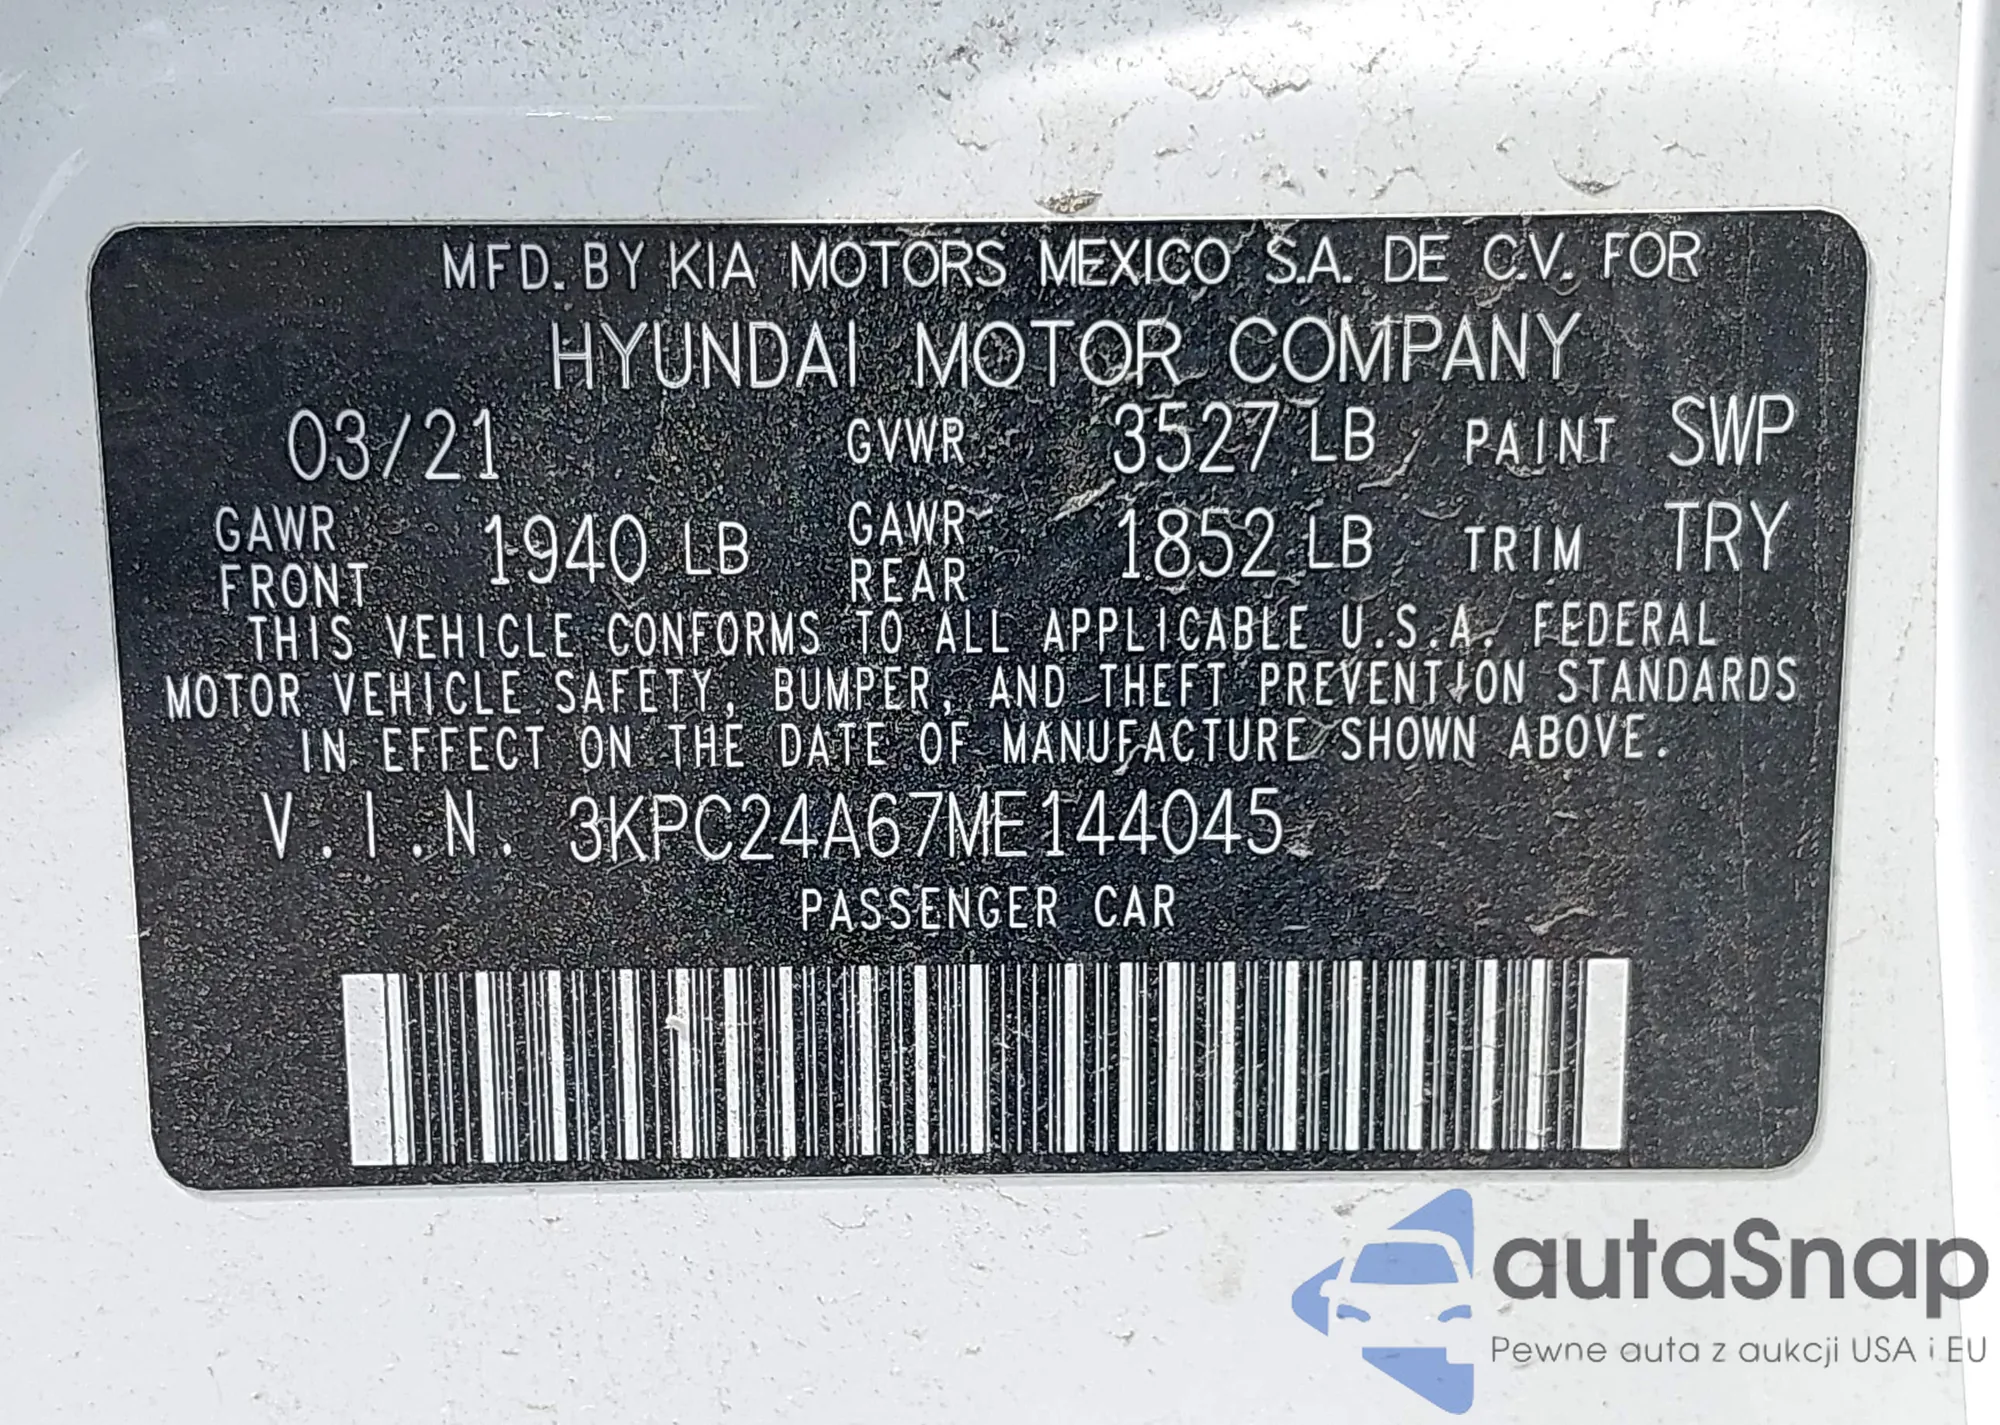 MFD. BY KIA MOTORS MEXICO S.A. DE C.V. FOR
HYUNDAI MOTOR COMPANY
03/21 GVWR 3527 LB PAINT SWP
GAWR FRONT 1940 LB GAWR REAR 1852 LB TRIM TRY
THIS VEHICLE CONFORMS TO ALL APPLICABLE U.S.A. FEDERAL
MOTOR VEHICLE SAFETY, BUMPER, AND THEFT PREVENTION STANDARDS
IN EFFECT ON THE DATE OF MANUFACTURE SHOWN ABOVE.
V.I.N. 3KPC24A67ME144045
PASSENGER CAR
autaSnap
Pewne auta z aukcji USA i EU